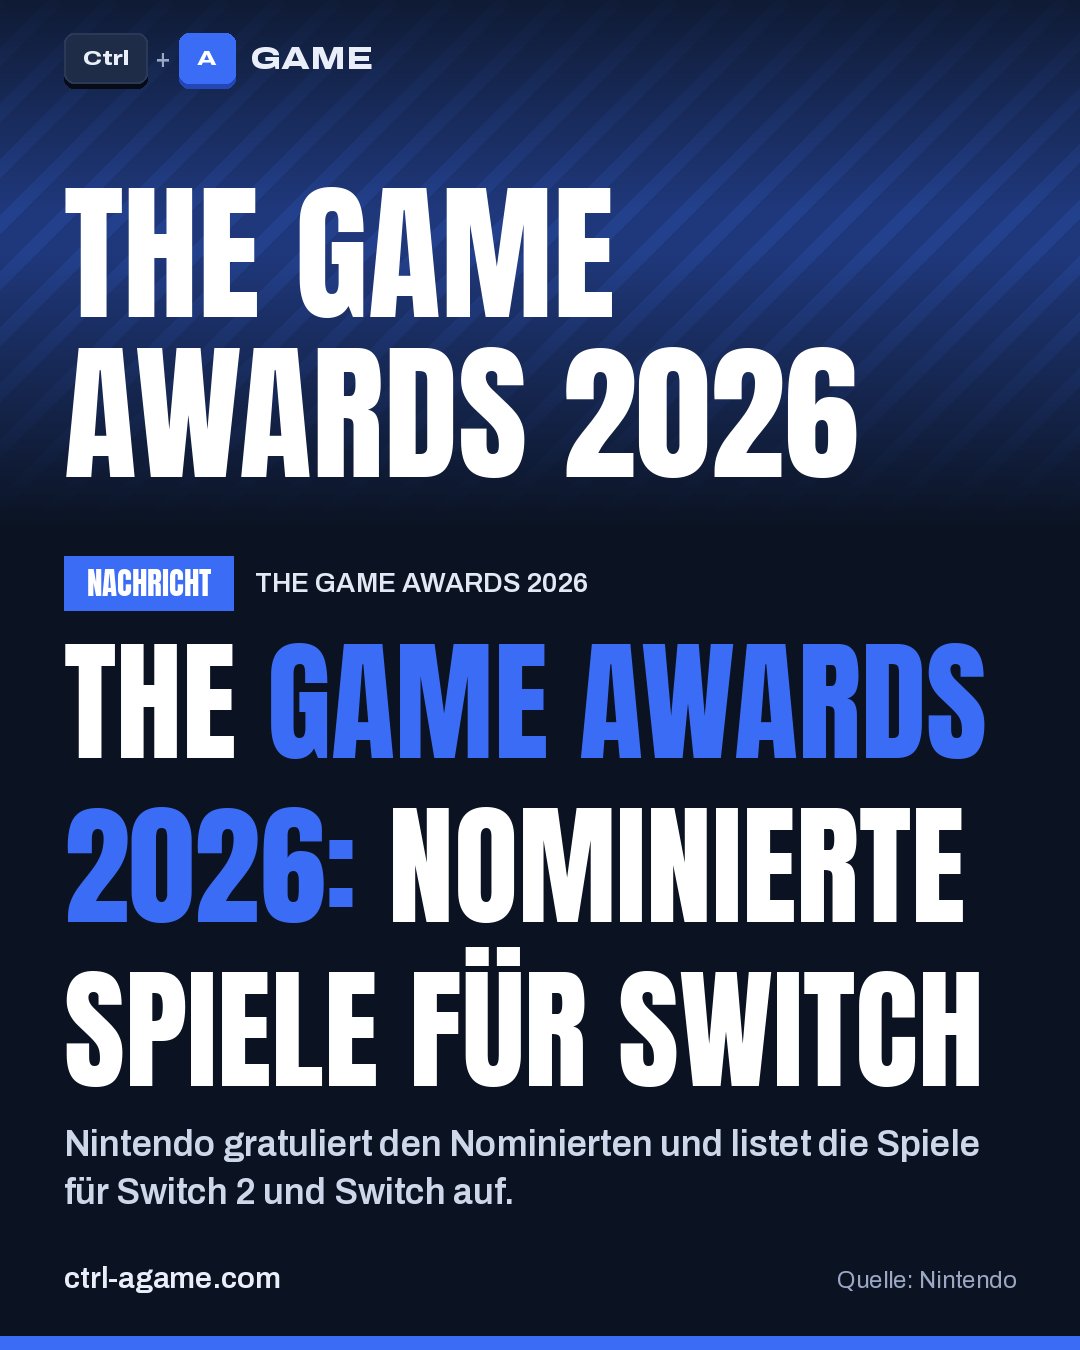 Ctrl + A GAME
THE GAME
AWARDS 2026
NACHRICHT THE GAME AWARDS 2026
THE GAME AWARDS
2026: NOMINIERTE
SPIELE FÜR SWITCH
Nintendo gratuliert den Nominierten und listet die Spiele
für Switch 2 und Switch auf.
ctrl-agame.com Quelle: Nintendo